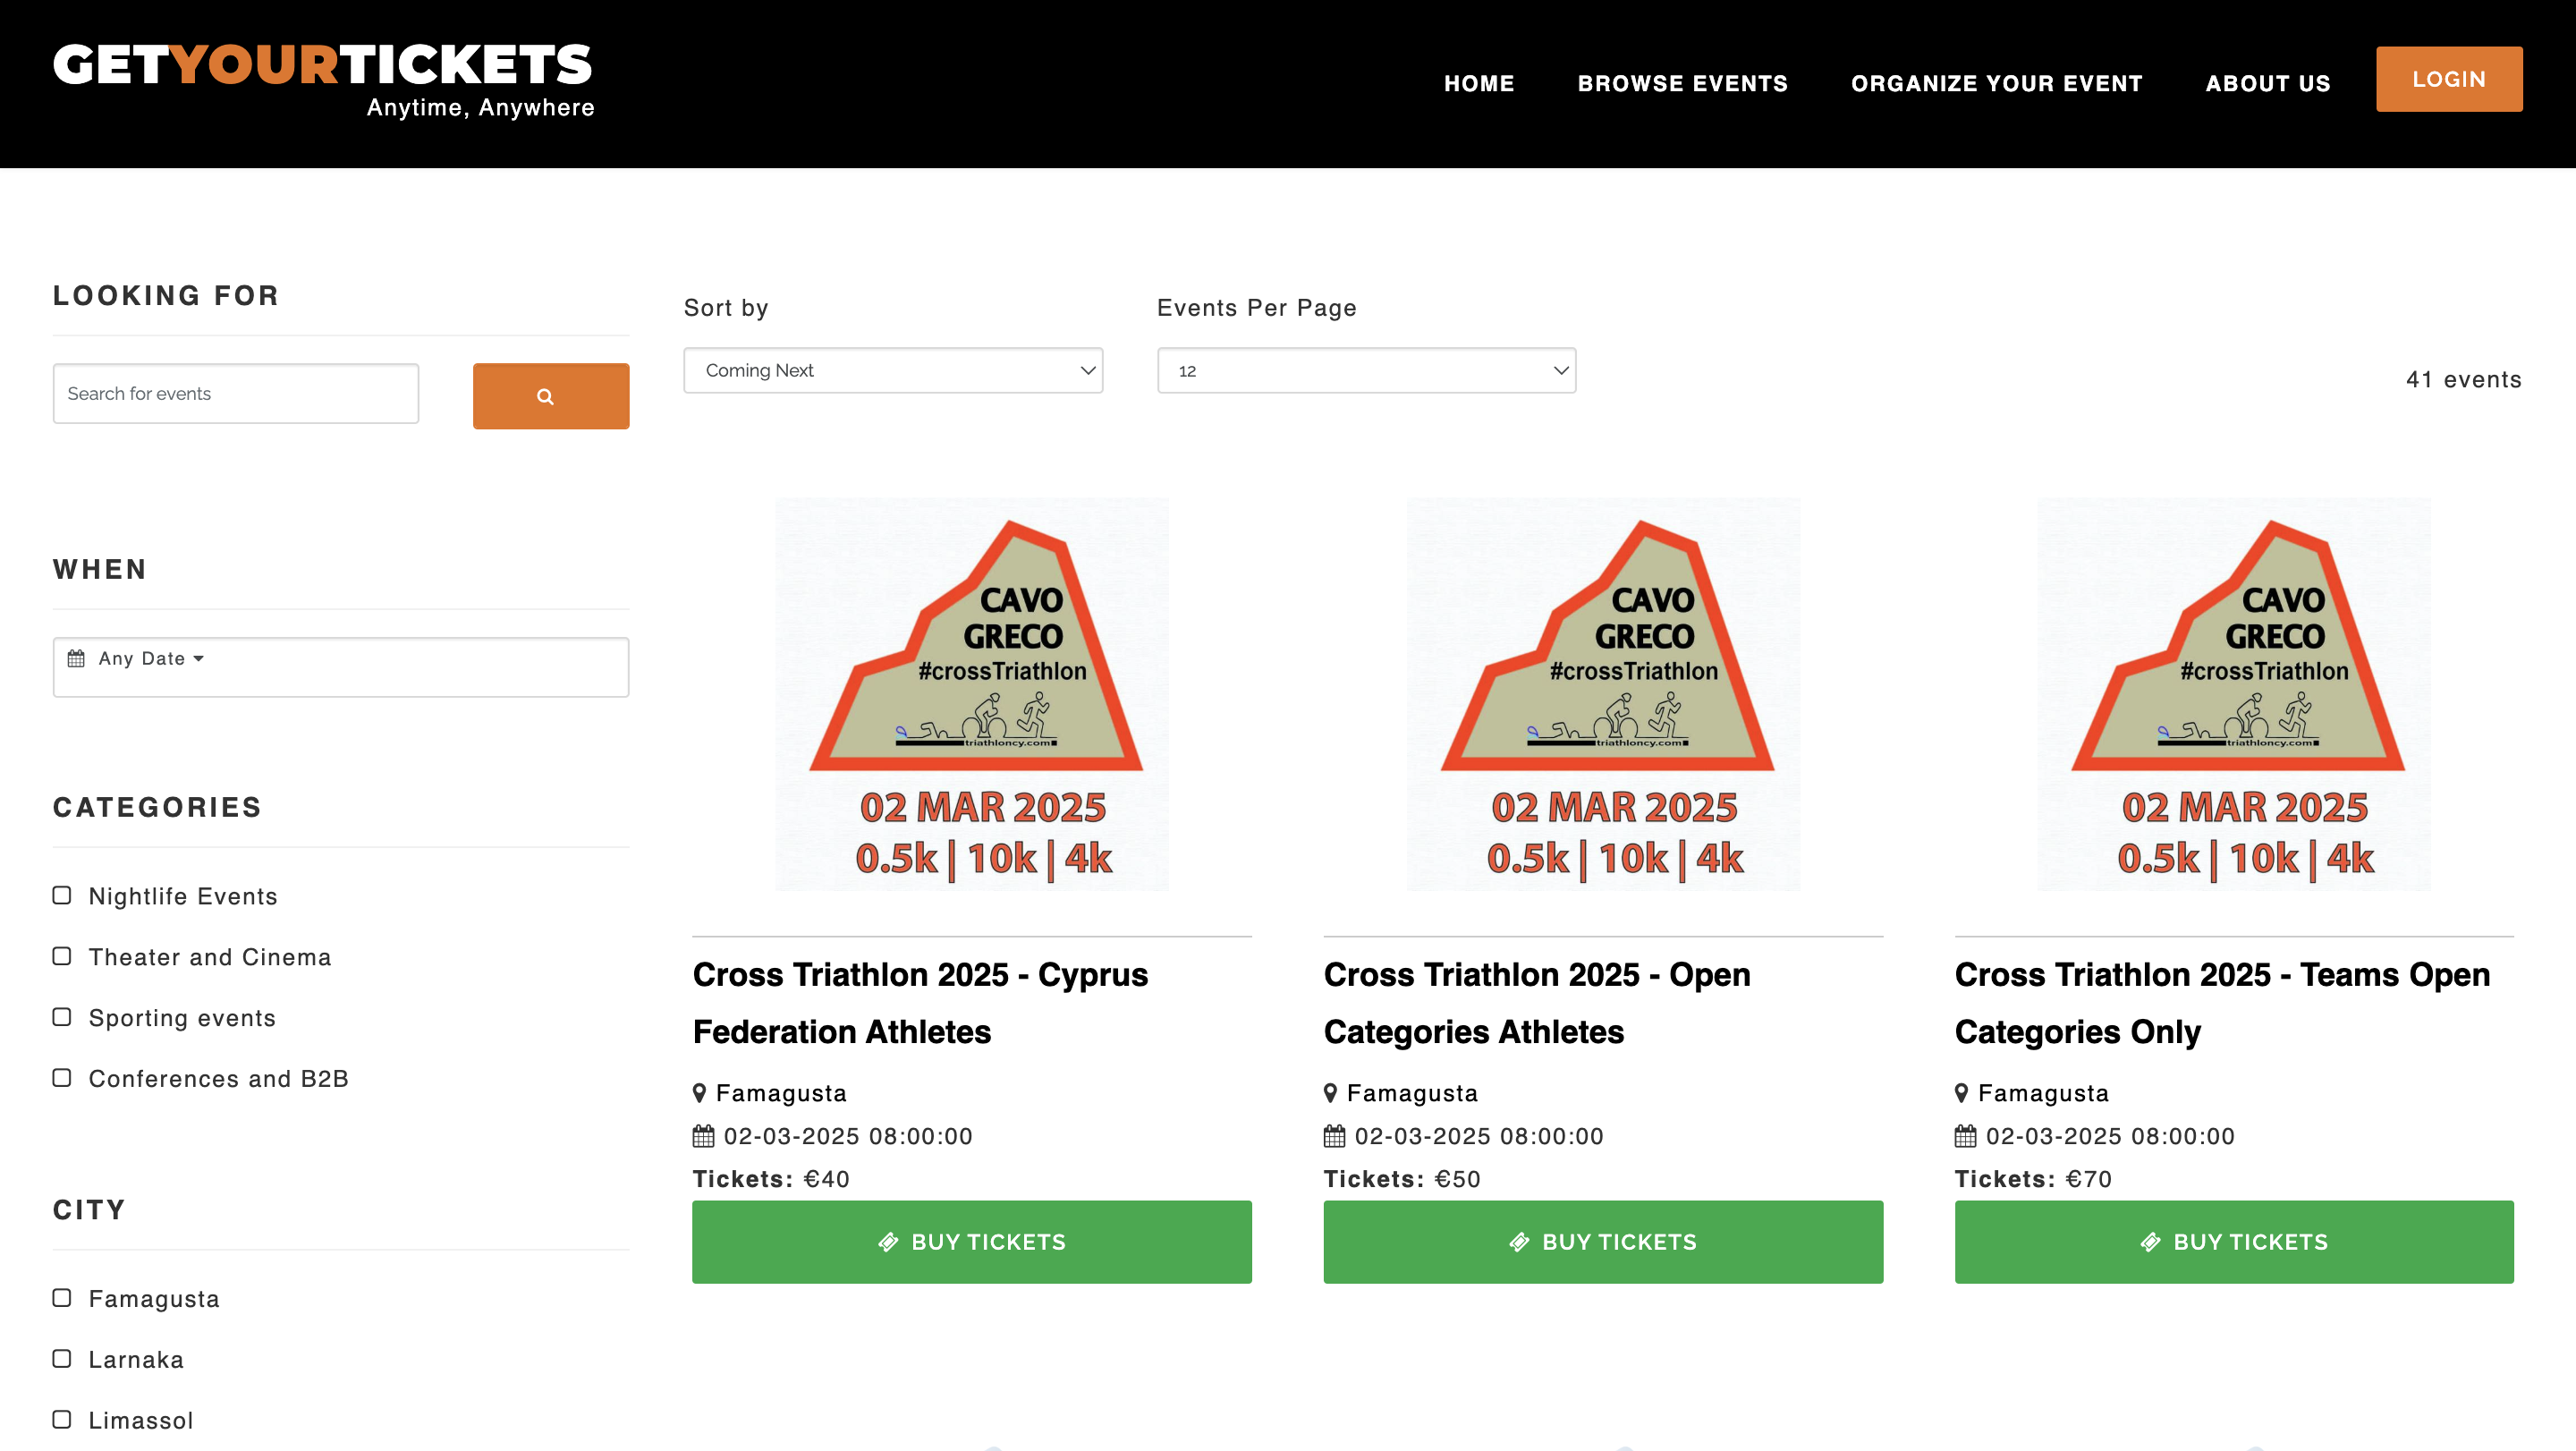 GETYOURTICKETS
Anytime, Anywhere
HOME
BROWSE EVENTS
ORGANIZE YOUR EVENT
ABOUT US
LOGIN
LOOKING FOR
Search for events
WHEN
Any Date
CATEGORIES
Nightlife Events
Theater and Cinema
Sporting events
Conferences and B2B
CITY
Famagusta
Larnaka
Limassol
Sort by
Coming Next
Events Per Page
12
41 events
CAVO
GRECO
#crossTriathlon
triathloncy.com
02 MAR 2025
0.5k | 10k | 4k
Cross Triathlon 2025 - Cyprus
Federation Athletes
Famagusta
02-03-2025 08:00:00
Tickets: €40
BUY TICKETS
CAVO
GRECO
#crossTriathlon
triathloncy.com
02 MAR 2025
0.5k | 10k | 4k
Cross Triathlon 2025 - Open
Categories Athletes
Famagusta
02-03-2025 08:00:00
Tickets: €50
BUY TICKETS
CAVO
GRECO
#crossTriathlon
triathloncy.com
02 MAR 2025
0.5k | 10k | 4k
Cross Triathlon 2025 - Teams Open
Categories Only
Famagusta
02-03-2025 08:00:00
Tickets: €70
BUY TICKETS